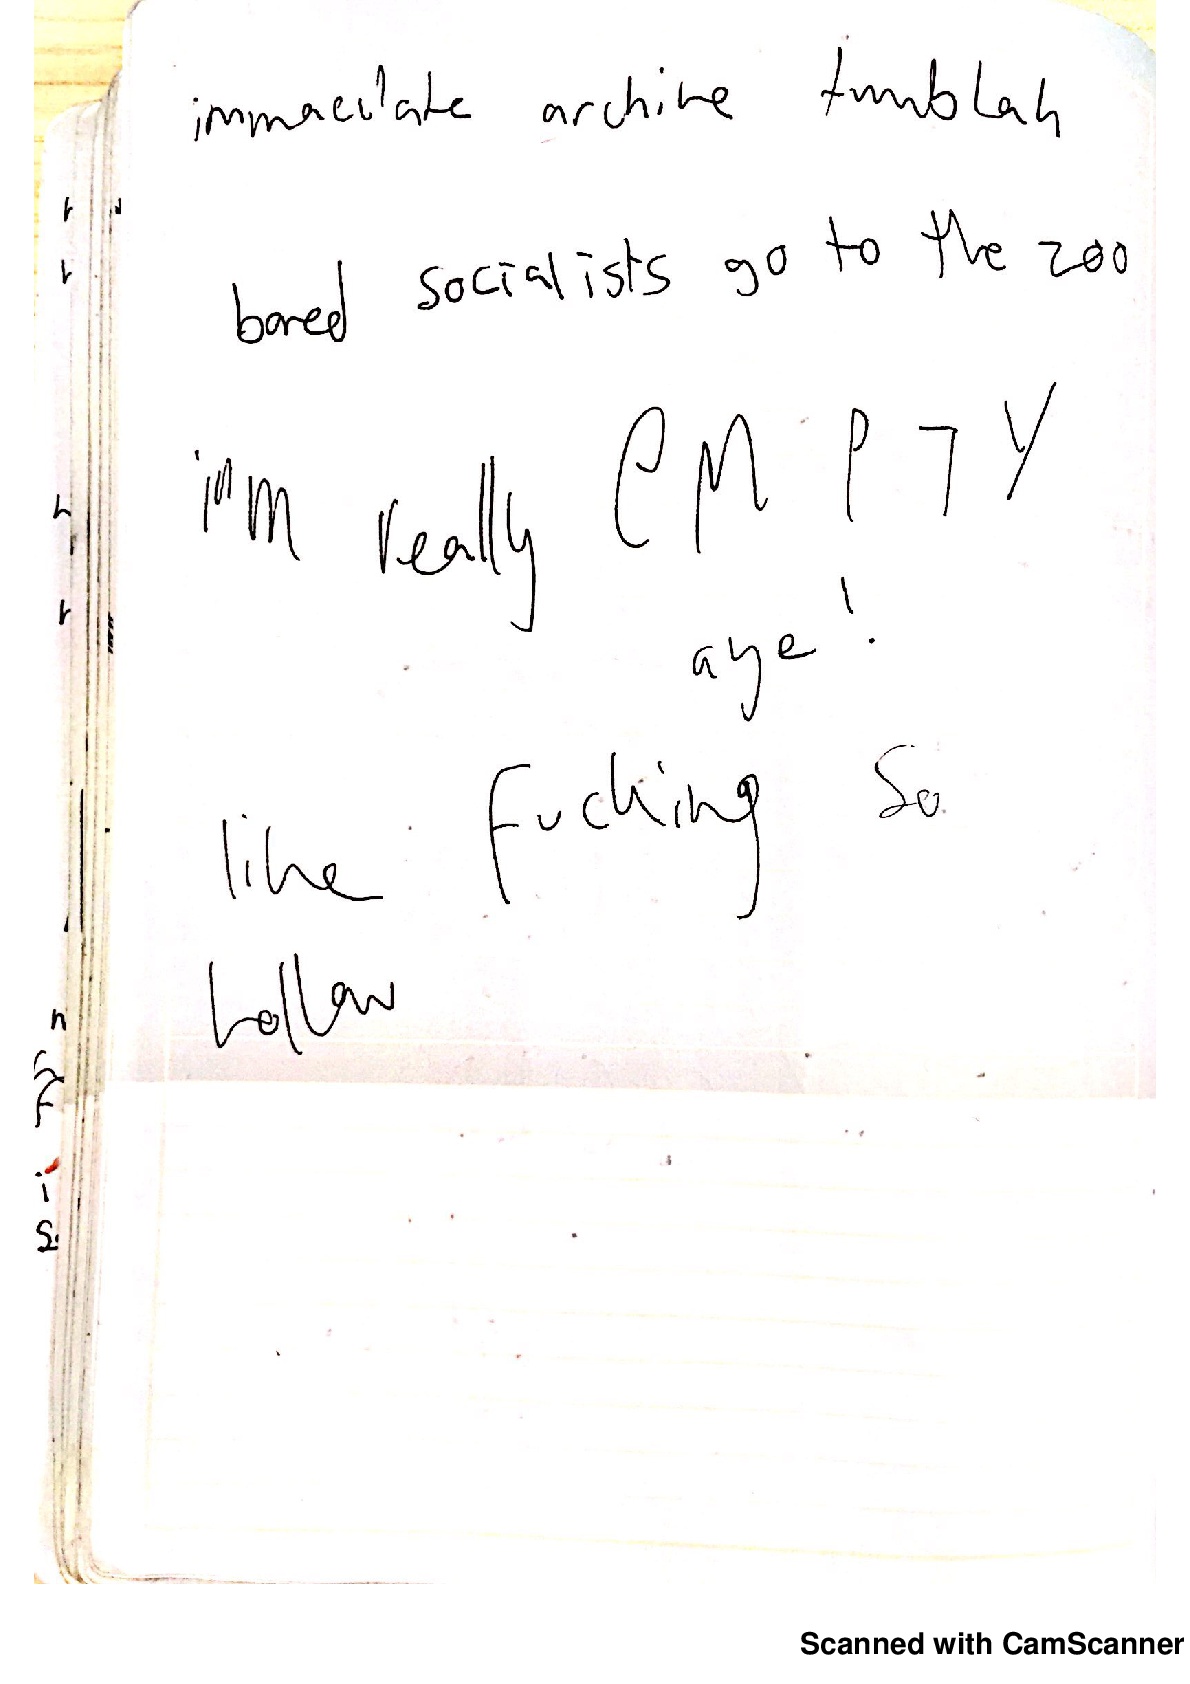 immaculate archive tumblah
bored socialists go to the zoo
i'm really EMPTY
aye!
like fucking so
hollow
Scanned with CamScanner